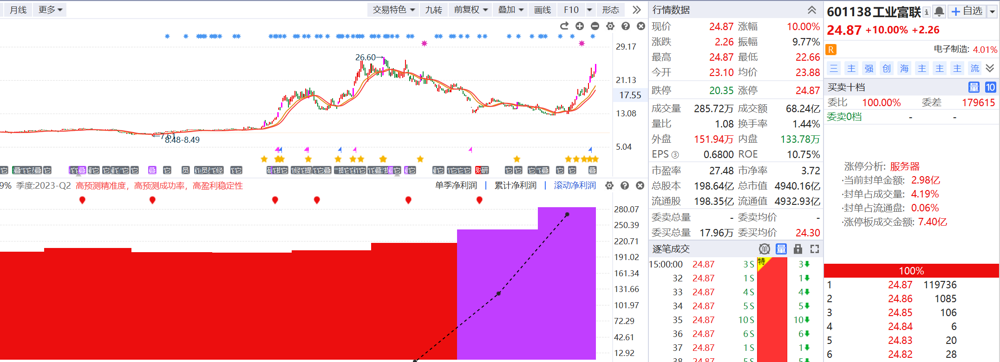 月线 更多 交易特色 九转 前复权 叠加 画线 F10 形态
29.17
26.60→
21.13
17.55
13.08
←7.61
8.48-8.49
5.04
9% 季度:2023-Q2 高预测精准度，高预测成功率，高盈利稳定性 单季净利润 | 累计净利润 | 滚动净利润
280.07
250.39
220.71
191.02
161.34
131.66
101.97
72.29
42.61
12.92
行情数据
现价 24.87 涨幅 10.00%
涨跌 2.26 振幅 9.77%
最高 24.87 最低 22.66
今开 23.10 均价 23.88
跌停 20.35 涨停 24.87
成交量 285.72万 成交额 68.24亿
量比 1.08 换手率 1.44%
外盘 151.94万 内盘 133.78万
EPS③ 0.6800 ROE 10.75%
市盈率 27.48 市净率 3.72
总股本 198.64亿 总市值 4940.16亿
流通股 198.35亿 流通值 4932.93亿
委卖总量 - 委卖均价 -
委买总量 17.96万 委买均价 24.30
逐笔成交 单 量
特
15:00:00 24.87 3 S 3
32 24.87 1 S 1
33 24.87 4 S 4
34 24.87 5 S 5
35 24.87 10 S 10
36 24.87 6 S 6
37 24.87 1 S 1
38 24.87 5 S 5
601138 工业富联 i + 自选
24.87 +10.00% +2.26
R 电子制造: 4.01%
三 主 强 创 海 主 主 主 流
买卖十档 量 10
委比 100.00% 委差 179615
委卖0档 - -
涨停分析: 服务器
·当前封单金额: 2.98亿
·封单占成交量: 4.19%
·封单占流通盘: 0.06%
·涨停板成交金额: 7.40亿
100%
1 24.87 119736
2 24.86 1085
3 24.85 106
4 24.84 6
5 24.83 20
6 24.82 28